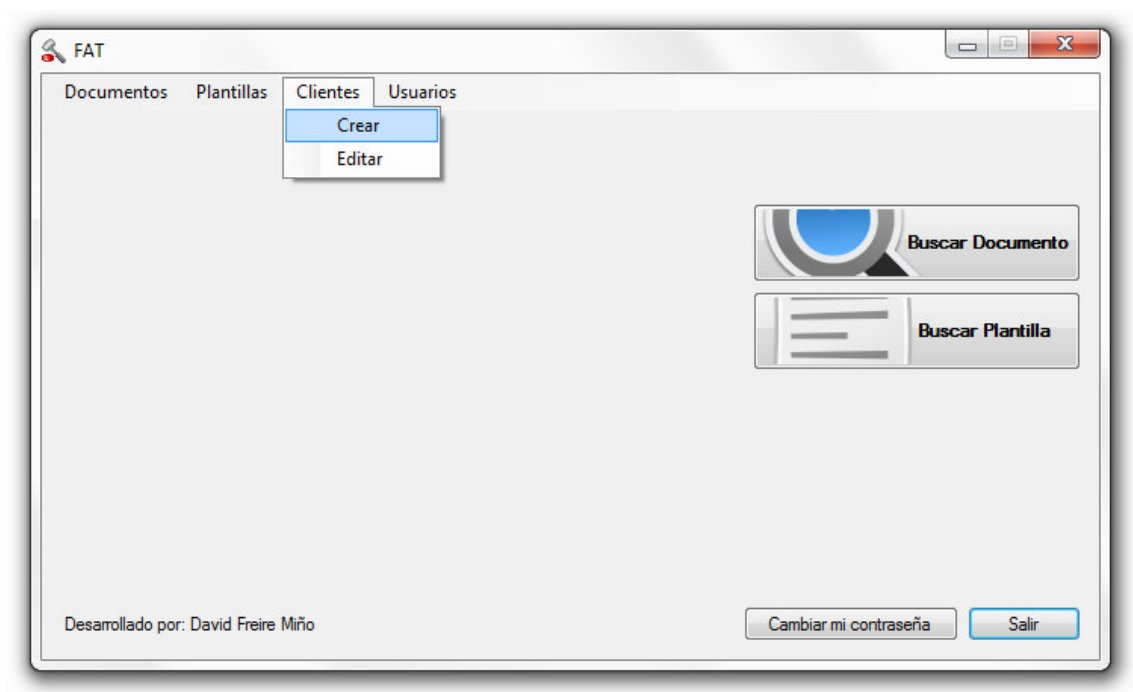 FAT
Documentos Plantillas Clientes Usuarios
Crear
Editar
Buscar Documento
Buscar Plantilla
Desarrollado por: David Freire Miño
Cambiar mi contraseña
Salir